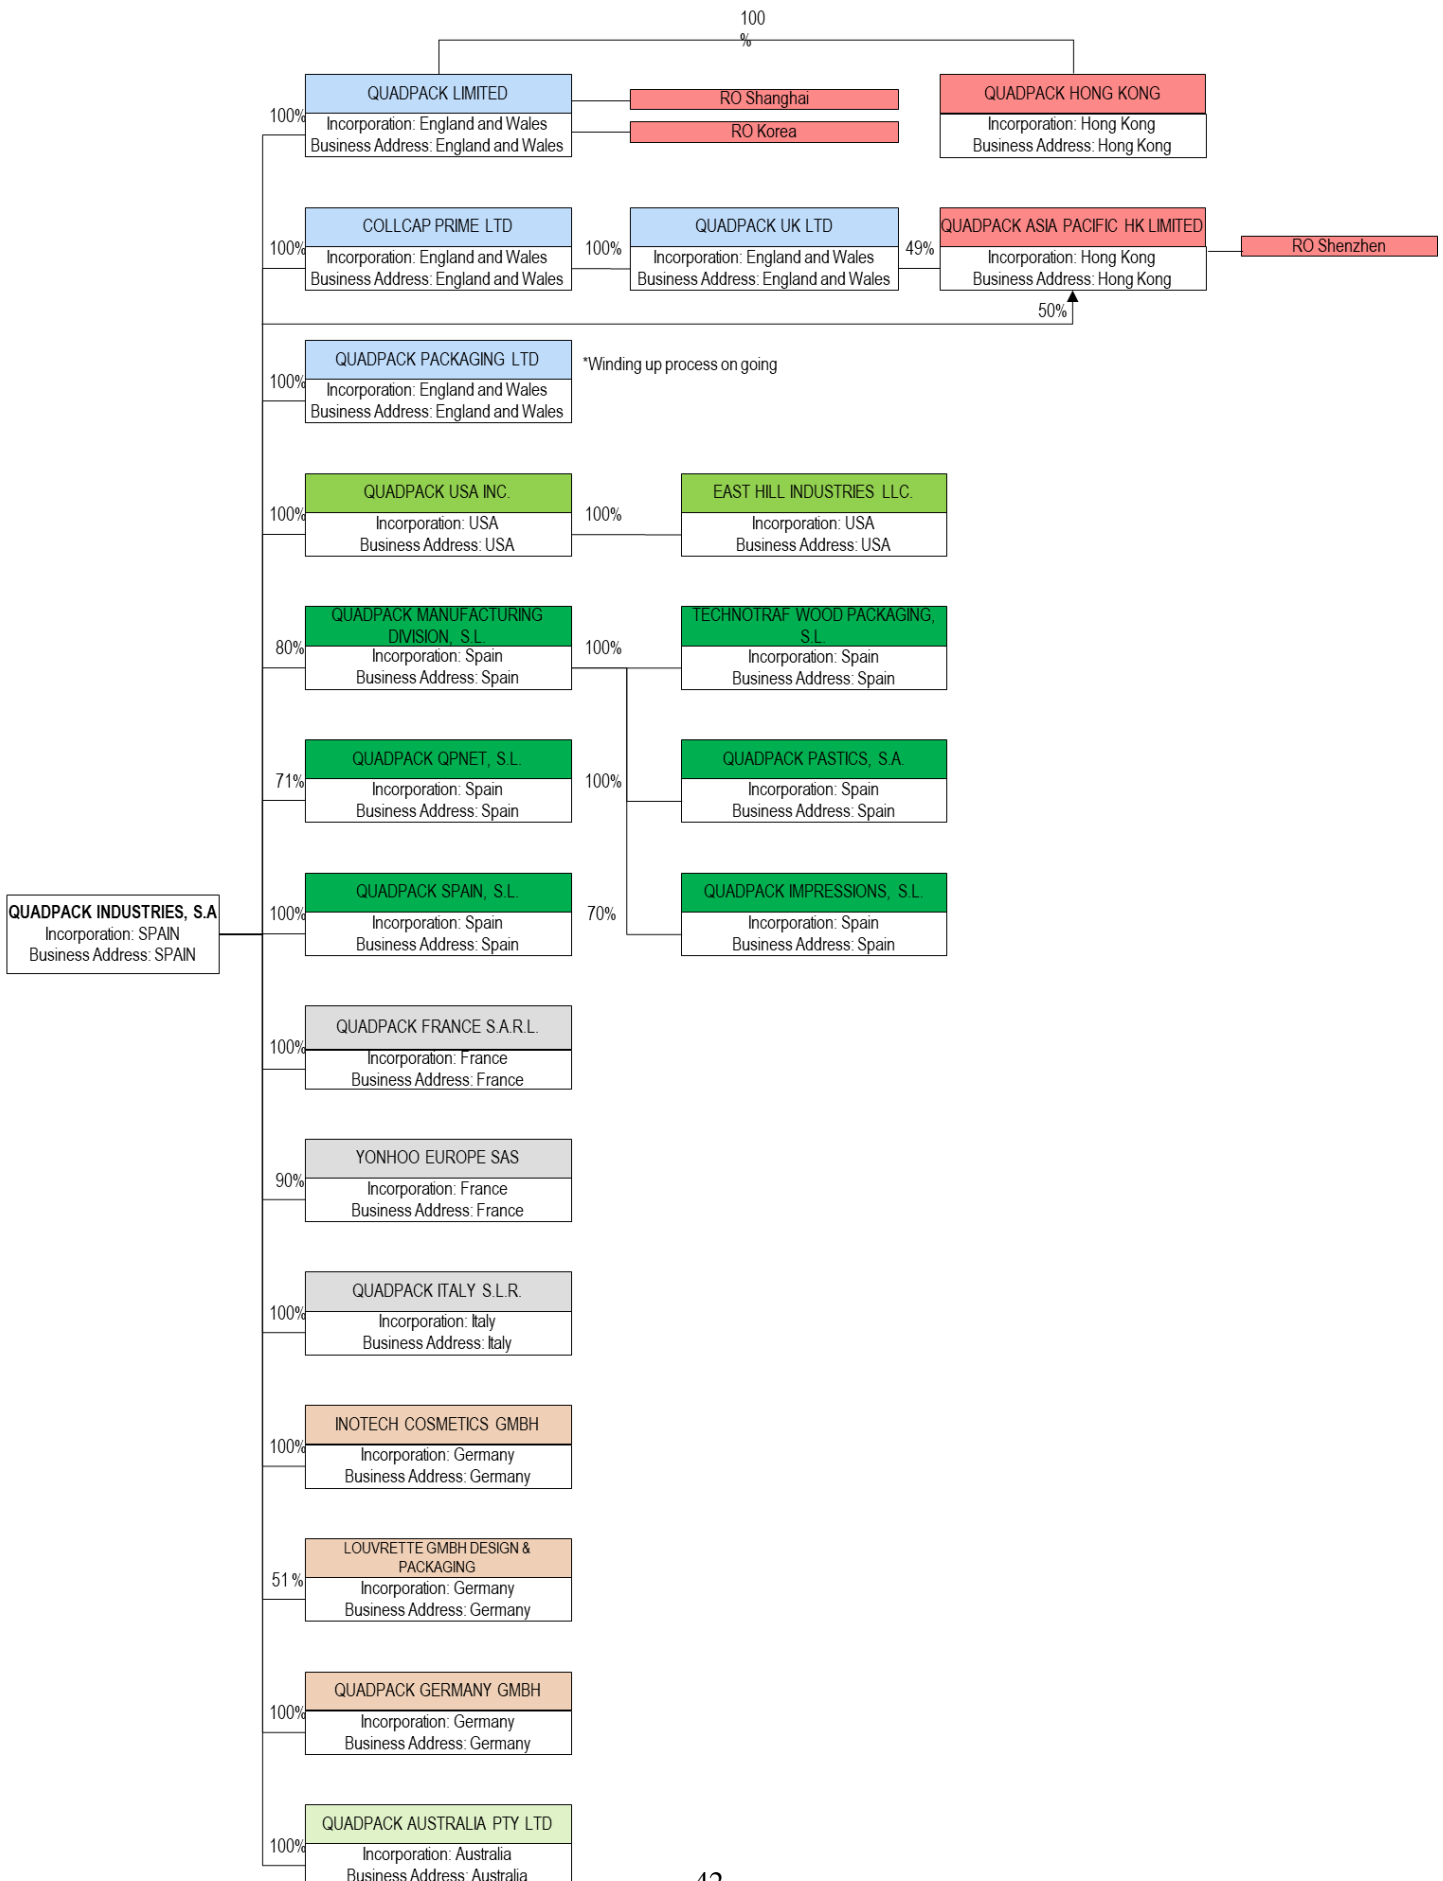 100
%
QUADPACK LIMITED
Incorporation: England and Wales
Business Address: England and Wales
100%
RO Shanghai
RO Korea
QUADPACK HONG KONG
Incorporation: Hong Kong
Business Address: Hong Kong
COLLCAP PRIME LTD
Incorporation: England and Wales
Business Address: England and Wales
100%
100%
QUADPACK UK LTD
Incorporation: England and Wales
Business Address: England and Wales
49%
QUADPACK ASIA PACIFIC HK LIMITED
Incorporation: Hong Kong
Business Address: Hong Kong
RO Shenzhen
50%
QUADPACK PACKAGING LTD
Incorporation: England and Wales
Business Address: England and Wales
100%
*Winding up process on going
QUADPACK USA INC.
Incorporation: USA
Business Address: USA
100%
100%
EAST HILL INDUSTRIES LLC.
Incorporation: USA
Business Address: USA
QUADPACK MANUFACTURING
DIVISION, S.L.
Incorporation: Spain
Business Address: Spain
80%
100%
TECHNOTRAF WOOD PACKAGING,
S.L.
Incorporation: Spain
Business Address: Spain
QUADPACK QPNET, S.L.
Incorporation: Spain
Business Address: Spain
71%
100%
QUADPACK PASTICS, S.A.
Incorporation: Spain
Business Address: Spain
QUADPACK INDUSTRIES, S.A
Incorporation: SPAIN
Business Address: SPAIN
QUADPACK SPAIN, S.L.
Incorporation: Spain
Business Address: Spain
100%
70%
QUADPACK IMPRESSIONS, S.L.
Incorporation: Spain
Business Address: Spain
QUADPACK FRANCE S.A.R.L.
Incorporation: France
Business Address: France
100%
YONHOO EUROPE SAS
Incorporation: France
Business Address: France
90%
QUADPACK ITALY S.L.R.
Incorporation: Italy
Business Address: Italy
100%
INOTECH COSMETICS GMBH
Incorporation: Germany
Business Address: Germany
100%
LOUVRETTE GMBH DESIGN &
PACKAGING
Incorporation: Germany
Business Address: Germany
51 %
QUADPACK GERMANY GMBH
Incorporation: Germany
Business Address: Germany
100%
QUADPACK AUSTRALIA PTY LTD
Incorporation: Australia
Business Address: Australia
100%